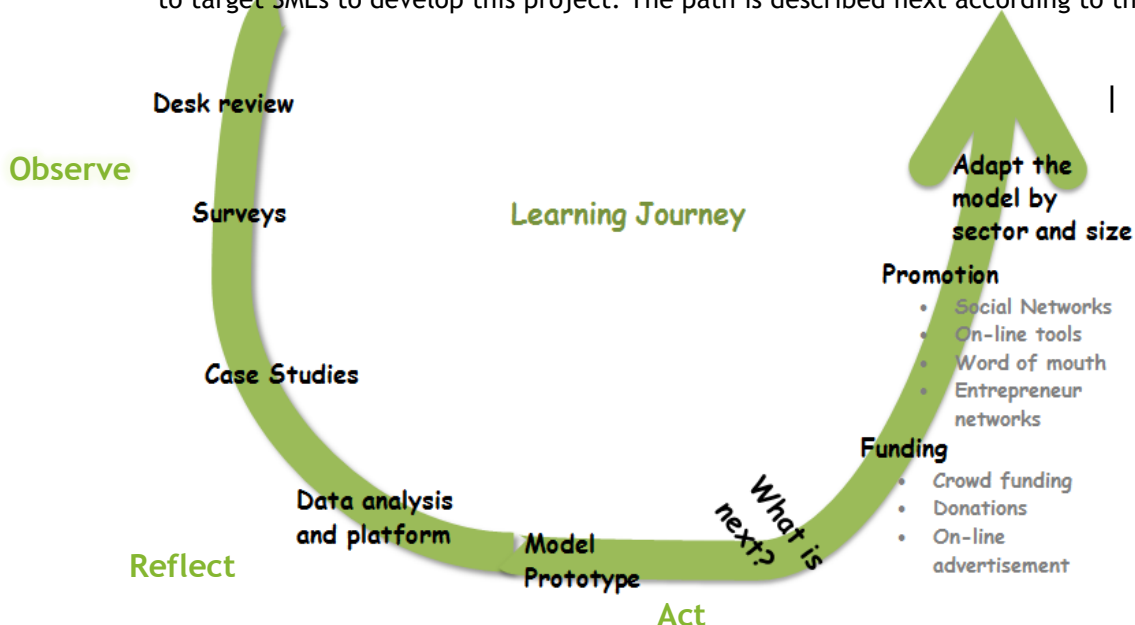 to target SMEs to develop this project. The path is described next according to th
Desk review
Observe
Surveys
Learning Journey
Case Studies
Data analysis
and platform
Reflect
Model
Prototype
Act
What is
next?
Funding
• Crowd funding
• Donations
• On-line
advertisement
Promotion
• Social Networks
• On-line tools
• Word of mouth
• Entrepreneur
networks
Adapt the
model by
sector and size